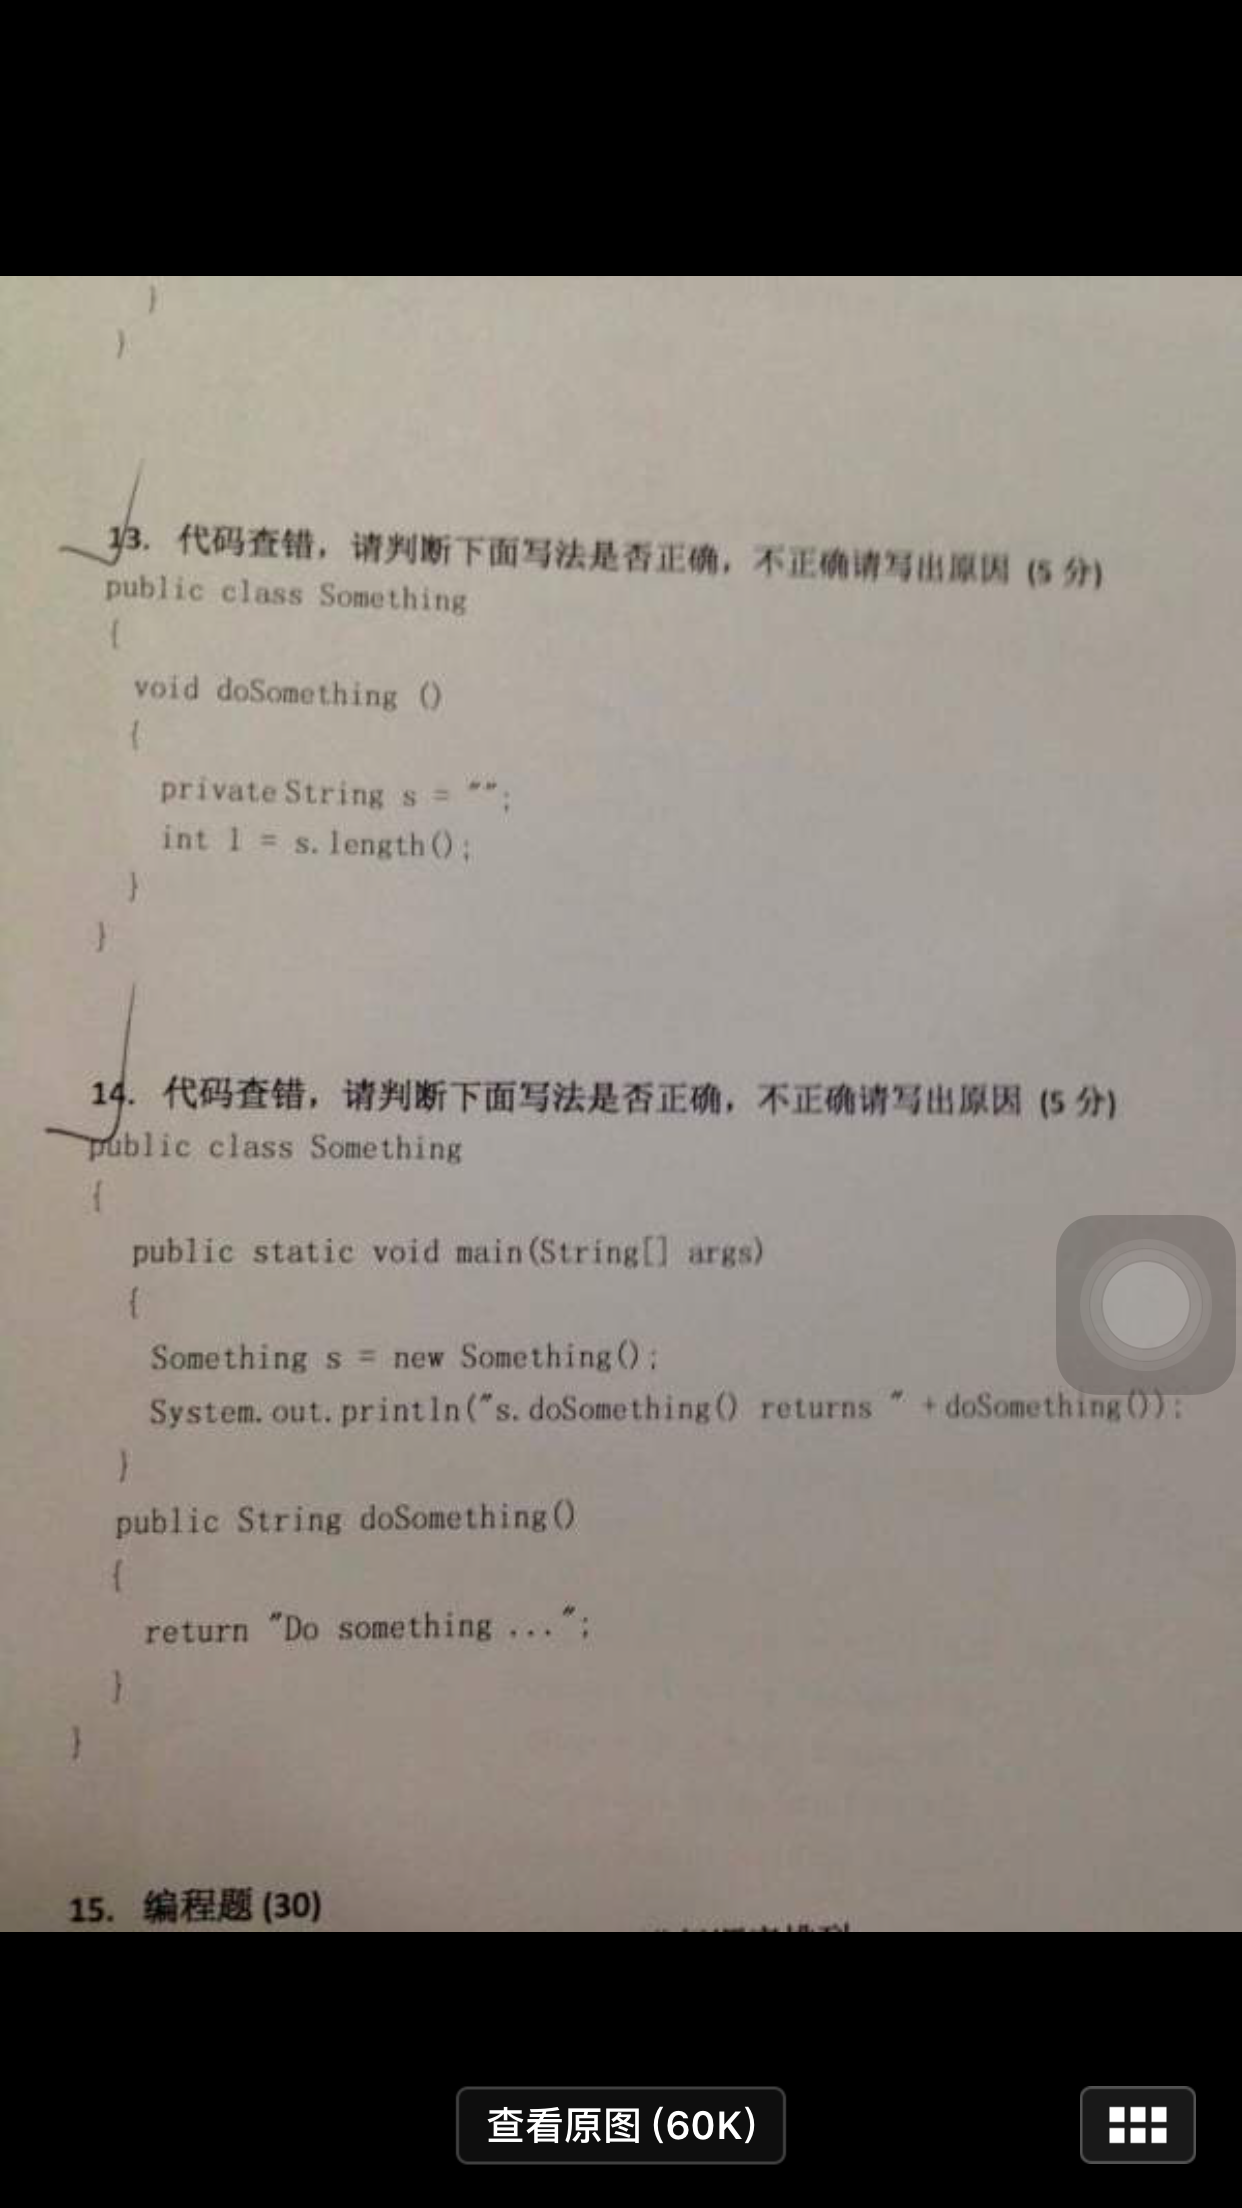 }
}
13. 代码查错，请判断下面写法是否正确，不正确请写出原因 (5 分)
public class Something
{
void doSomething ()
{
private String s = "";
int l = s.length();
}
}
14. 代码查错，请判断下面写法是否正确，不正确请写出原因 (5 分)
public class Something
{
public static void main(String[] args)
{
Something s = new Something();
System.out.println("s.doSomething() returns " + doSomething());
}
public String doSomething()
{
return "Do something ...";
}
}
15. 编程题 (30)
查看原图 (60K)